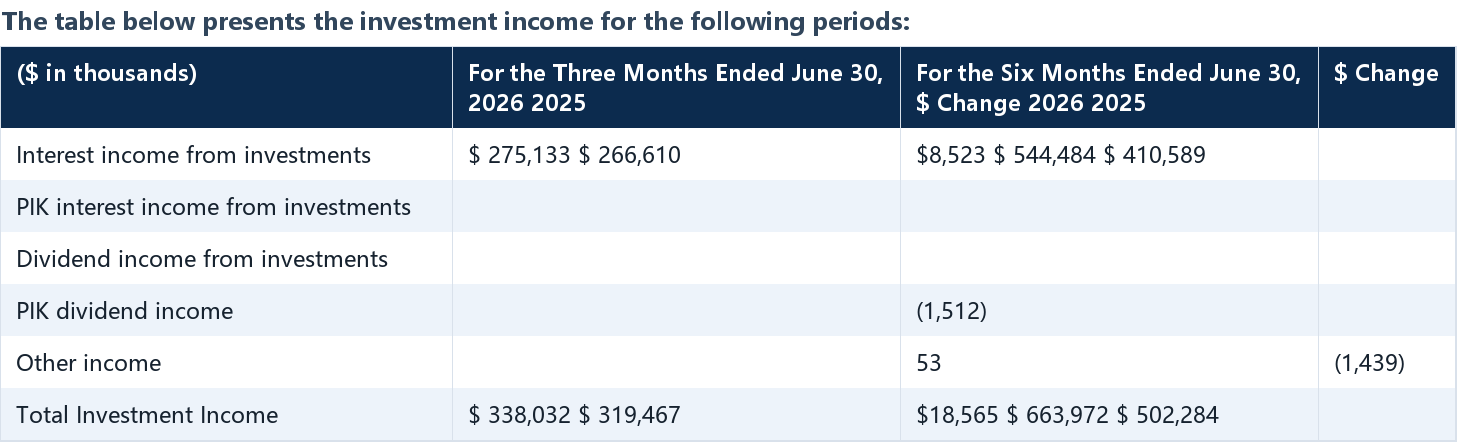 The table below presents the investment income for the following periods:
($ in thousands) For the Three Months Ended June 30, For the Six Months Ended June 30, $ Change
2026 2025 $ Change 2026 2025
Interest income from investments $ 275,133 $ 266,610 $8,523 $ 544,484 $ 410,589
PIK interest income from investments
Dividend income from investments
PIK dividend income (1,512)
Other income 53 (1,439)
Total Investment Income $ 338,032 $ 319,467 $18,565 $ 663,972 $ 502,284